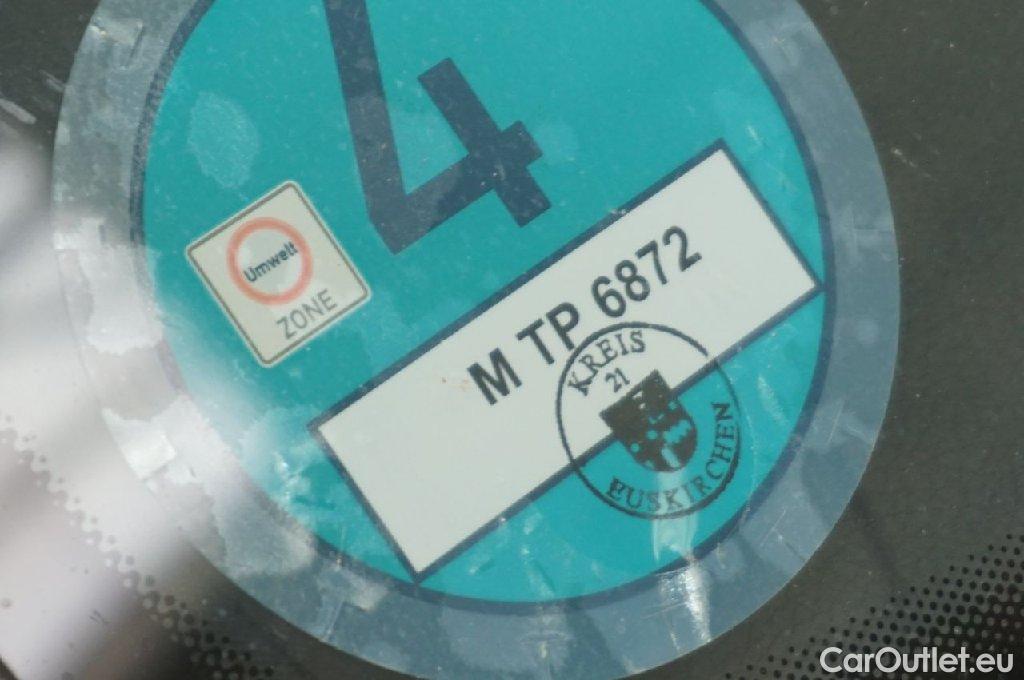 4
Umwelt
ZONE
M TP 6872
KREIS
21
EUSKIRCHEN
CarOutlet.eu